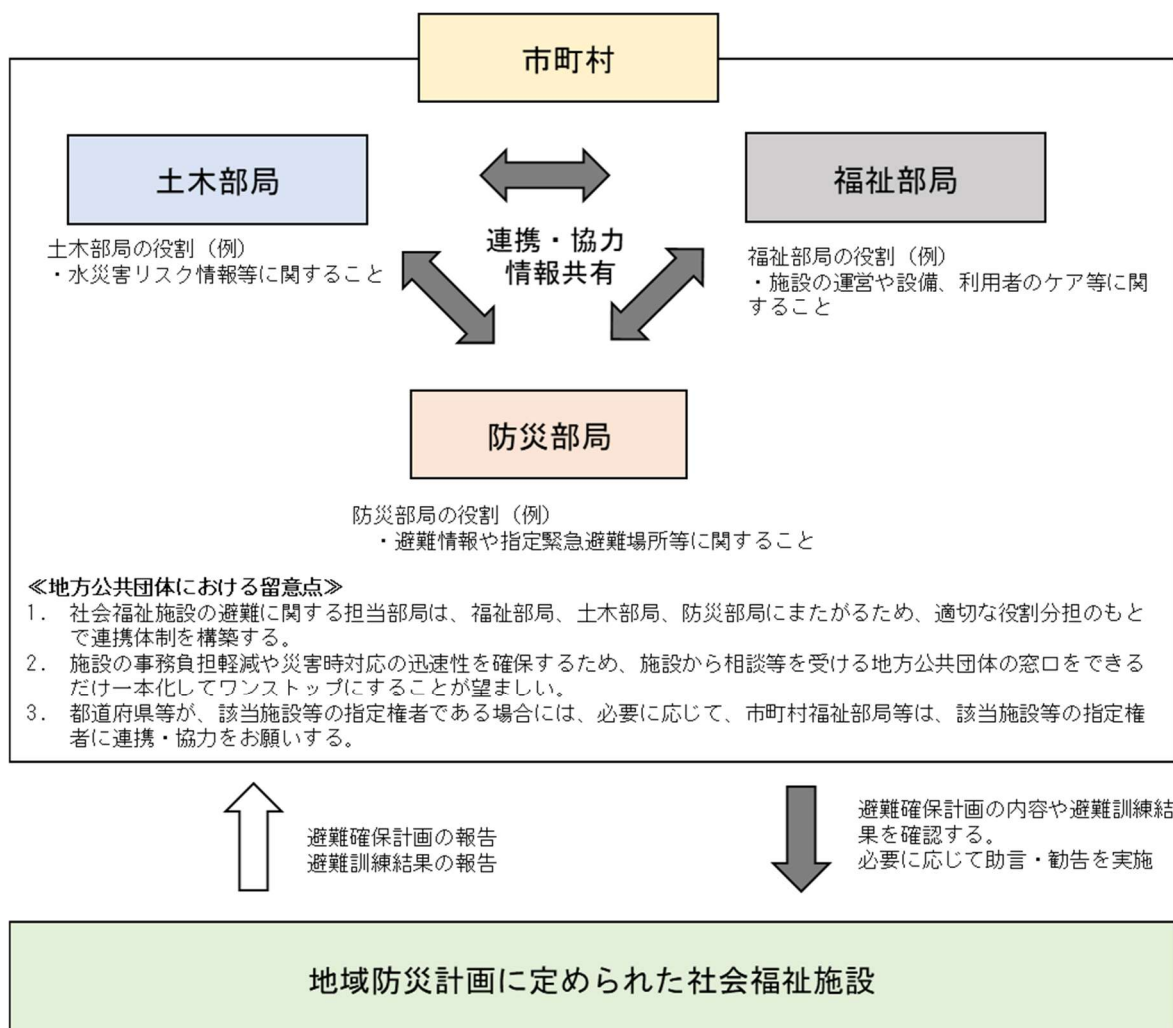 市町村
土木部局
福祉部局
連携・協力
情報共有
土木部局の役割（例）
・水災害リスク情報等に関すること
福祉部局の役割（例）
・施設の運営や設備、利用者のケア等に関
すること
防災部局
防災部局の役割（例）
・避難情報や指定緊急避難場所等に関すること
≪地方公共団体における留意点≫
1. 社会福祉施設の避難に関する担当部局は、福祉部局、土木部局、防災部局にまたがるため、適切な役割分担のもと
で連携体制を構築する。
2. 施設の事務負担軽減や災害時対応の迅速性を確保するため、施設から相談等を受ける地方公共団体の窓口をできる
だけ一本化してワンストップにすることが望ましい。
3. 都道府県等が、該当施設等の指定権者である場合には、必要に応じて、市町村福祉部局等は、該当施設等の指定権
者に連携・協力をお願いする。
避難確保計画の報告
避難訓練結果の報告
避難確保計画の内容や避難訓練結
果を確認する。
必要に応じて助言・勧告を実施
地域防災計画に定められた社会福祉施設